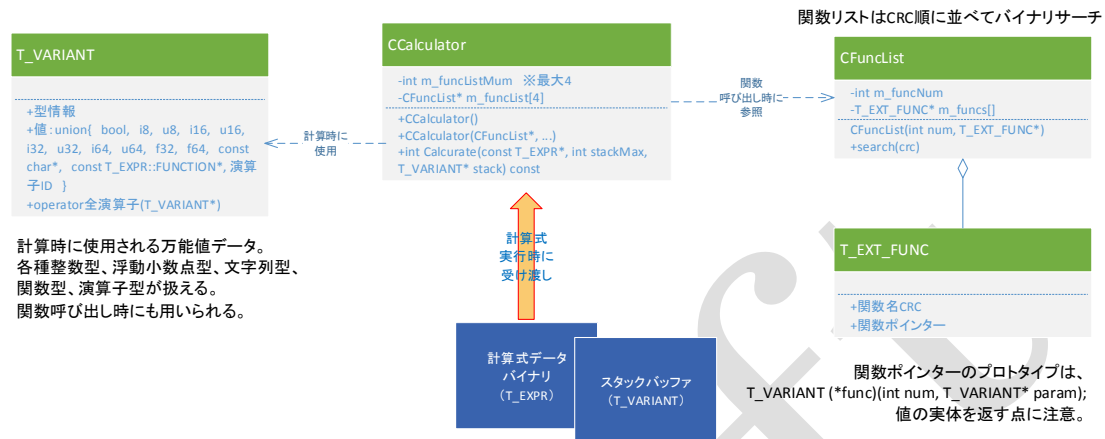 関数リストはCRC順に並べてバイナリサーチ
T_VARIANT
+型情報
+値:union{ bool, i8, u8, i16, u16,
i32, u32, i64, u64, f32, f64, const
char*, const T_EXPR::FUNCTION*, 演算
子ID }
+operator全演算子(T_VARIANT*)
計算時に使用される万能値データ。
各種整数型、浮動小数点型、文字列型、
関数型、演算子型が扱える。
関数呼び出し時にも用いられる。
計算時に
使用
CCalculator
-int m_funcListMum ※最大4
-CFuncList* m_funcList[4]
+CCalculator()
+CCalculator(CFuncList*, ...)
+int Calcurate(const T_EXPR*, int stackMax,
T_VARIANT* stack) const
関数
呼び出し時に
参照
CFuncList
-int m_funcNum
-T_EXT_FUNC* m_funcs[]
CFuncList(int num, T_EXT_FUNC*)
+search(crc)
計算式
実行時に
受け渡し
計算式データ
バイナリ
(T_EXPR)
スタックバッファ
(T_VARIANT)
T_EXT_FUNC
+関数名CRC
+関数ポインター
関数ポインターのプロトタイプは、
T_VARIANT (*func)(int num, T_VARIANT* param);
値の実体を返す点に注意。